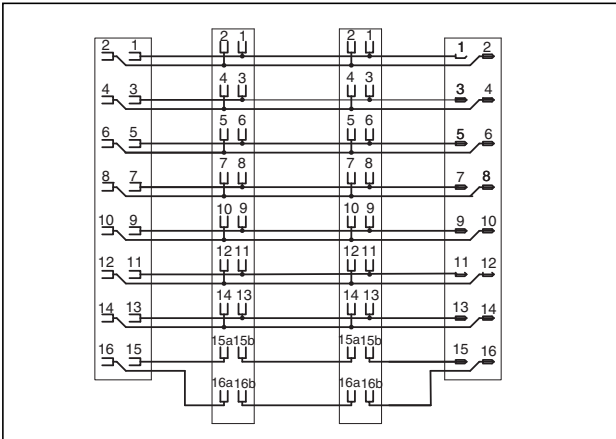 2 1 2 1 2 1 1 2
4 3 4 3 4 3 3 4
6 5 5 6 5 6 5 6
8 7 7 8 7 8 7 8
10 9 10 9 10 9 9 10
12 11 12 11 12 11 11 12
14 13 14 13 14 13 13 14
16 15 15a 15b 15a 15b 15 16
16a 16b 16a 16b